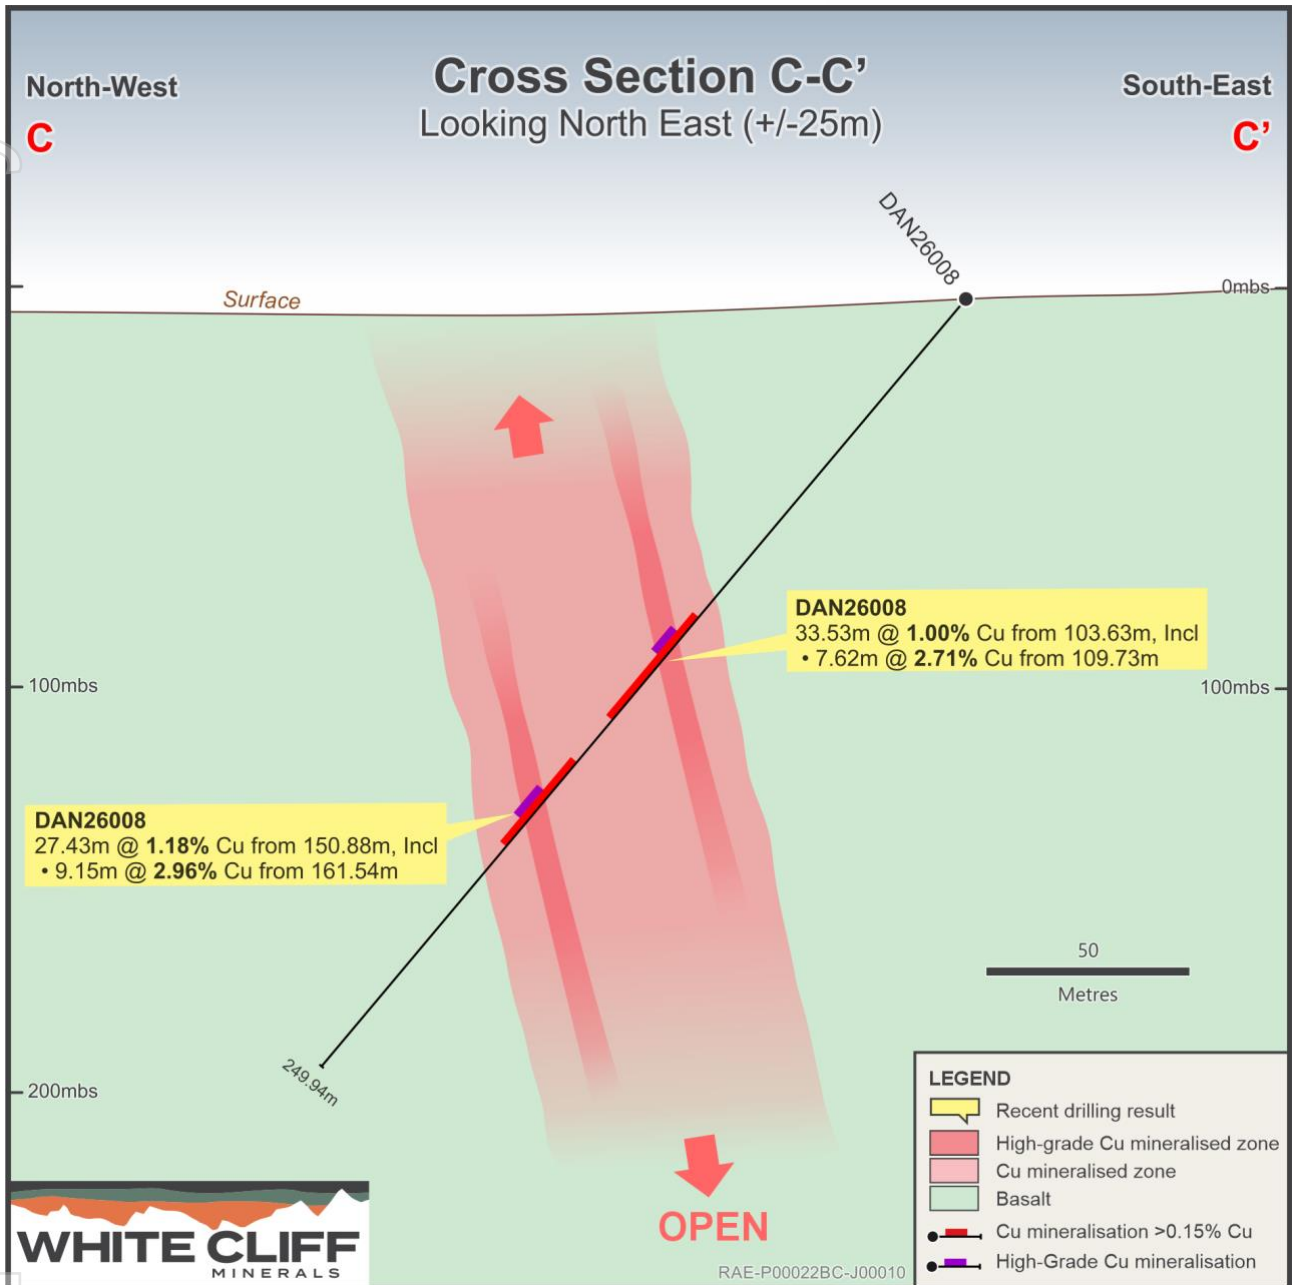 Cross Section C-C’
Looking North East (+/-25m)
North-West
C
South-East
C’
DAN26008
Surface
0mbs
DAN26008
33.53m @ 1.00% Cu from 103.63m, Incl
• 7.62m @ 2.71% Cu from 109.73m
100mbs
100mbs
DAN26008
27.43m @ 1.18% Cu from 150.88m, Incl
• 9.15m @ 2.96% Cu from 161.54m
50
Metres
249.94m
200mbs
OPEN
LEGEND
Recent drilling result
High-grade Cu mineralised zone
Cu mineralised zone
Basalt
Cu mineralisation >0.15% Cu
High-Grade Cu mineralisation
WHITE CLIFF
MINERALS
RAE-P00022BC-J00010